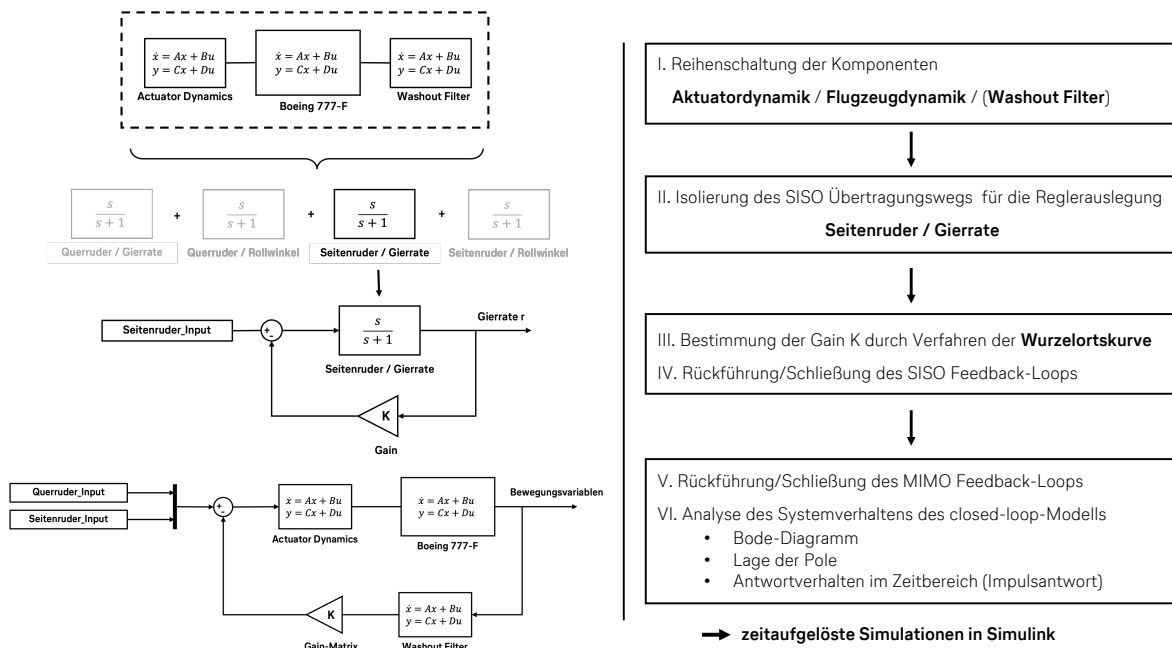 ẋ = Ax + Bu
y = Cx + Du
Actuator Dynamics
ẋ = Ax + Bu
y = Cx + Du
Boeing 777-F
ẋ = Ax + Bu
y = Cx + Du
Washout Filter
s
s + 1
Querruder / Gierrate
+
s
s + 1
Querruder / Rollwinkel
+
s
s + 1
Seitenruder / Gierrate
+
s
s + 1
Seitenruder / Rollwinkel
Seitenruder_Input
+
-
s
s + 1
Seitenruder / Gierrate
Gierrate r
K
Gain
Querruder_Input
Seitenruder_Input
+
-
ẋ = Ax + Bu
y = Cx + Du
Actuator Dynamics
ẋ = Ax + Bu
y = Cx + Du
Boeing 777-F
Bewegungsvariablen
K
Gain-Matrix
ẋ = Ax + Bu
y = Cx + Du
Washout Filter
I. Reihenschaltung der Komponenten
Aktuatordynamik / Flugzeugdynamik / (Washout Filter)
II. Isolierung des SISO Übertragungswegs für die Reglerauslegung
Seitenruder / Gierrate
III. Bestimmung der Gain K durch Verfahren der Wurzelortskurve
IV. Rückführung/Schließung des SISO Feedback-Loops
V. Rückführung/Schließung des MIMO Feedback-Loops
VI. Analyse des Systemverhaltens des closed-loop-Modells
• Bode-Diagramm
• Lage der Pole
• Antwortverhalten im Zeitbereich (Impulsantwort)
zeitaufgelöste Simulationen in Simulink